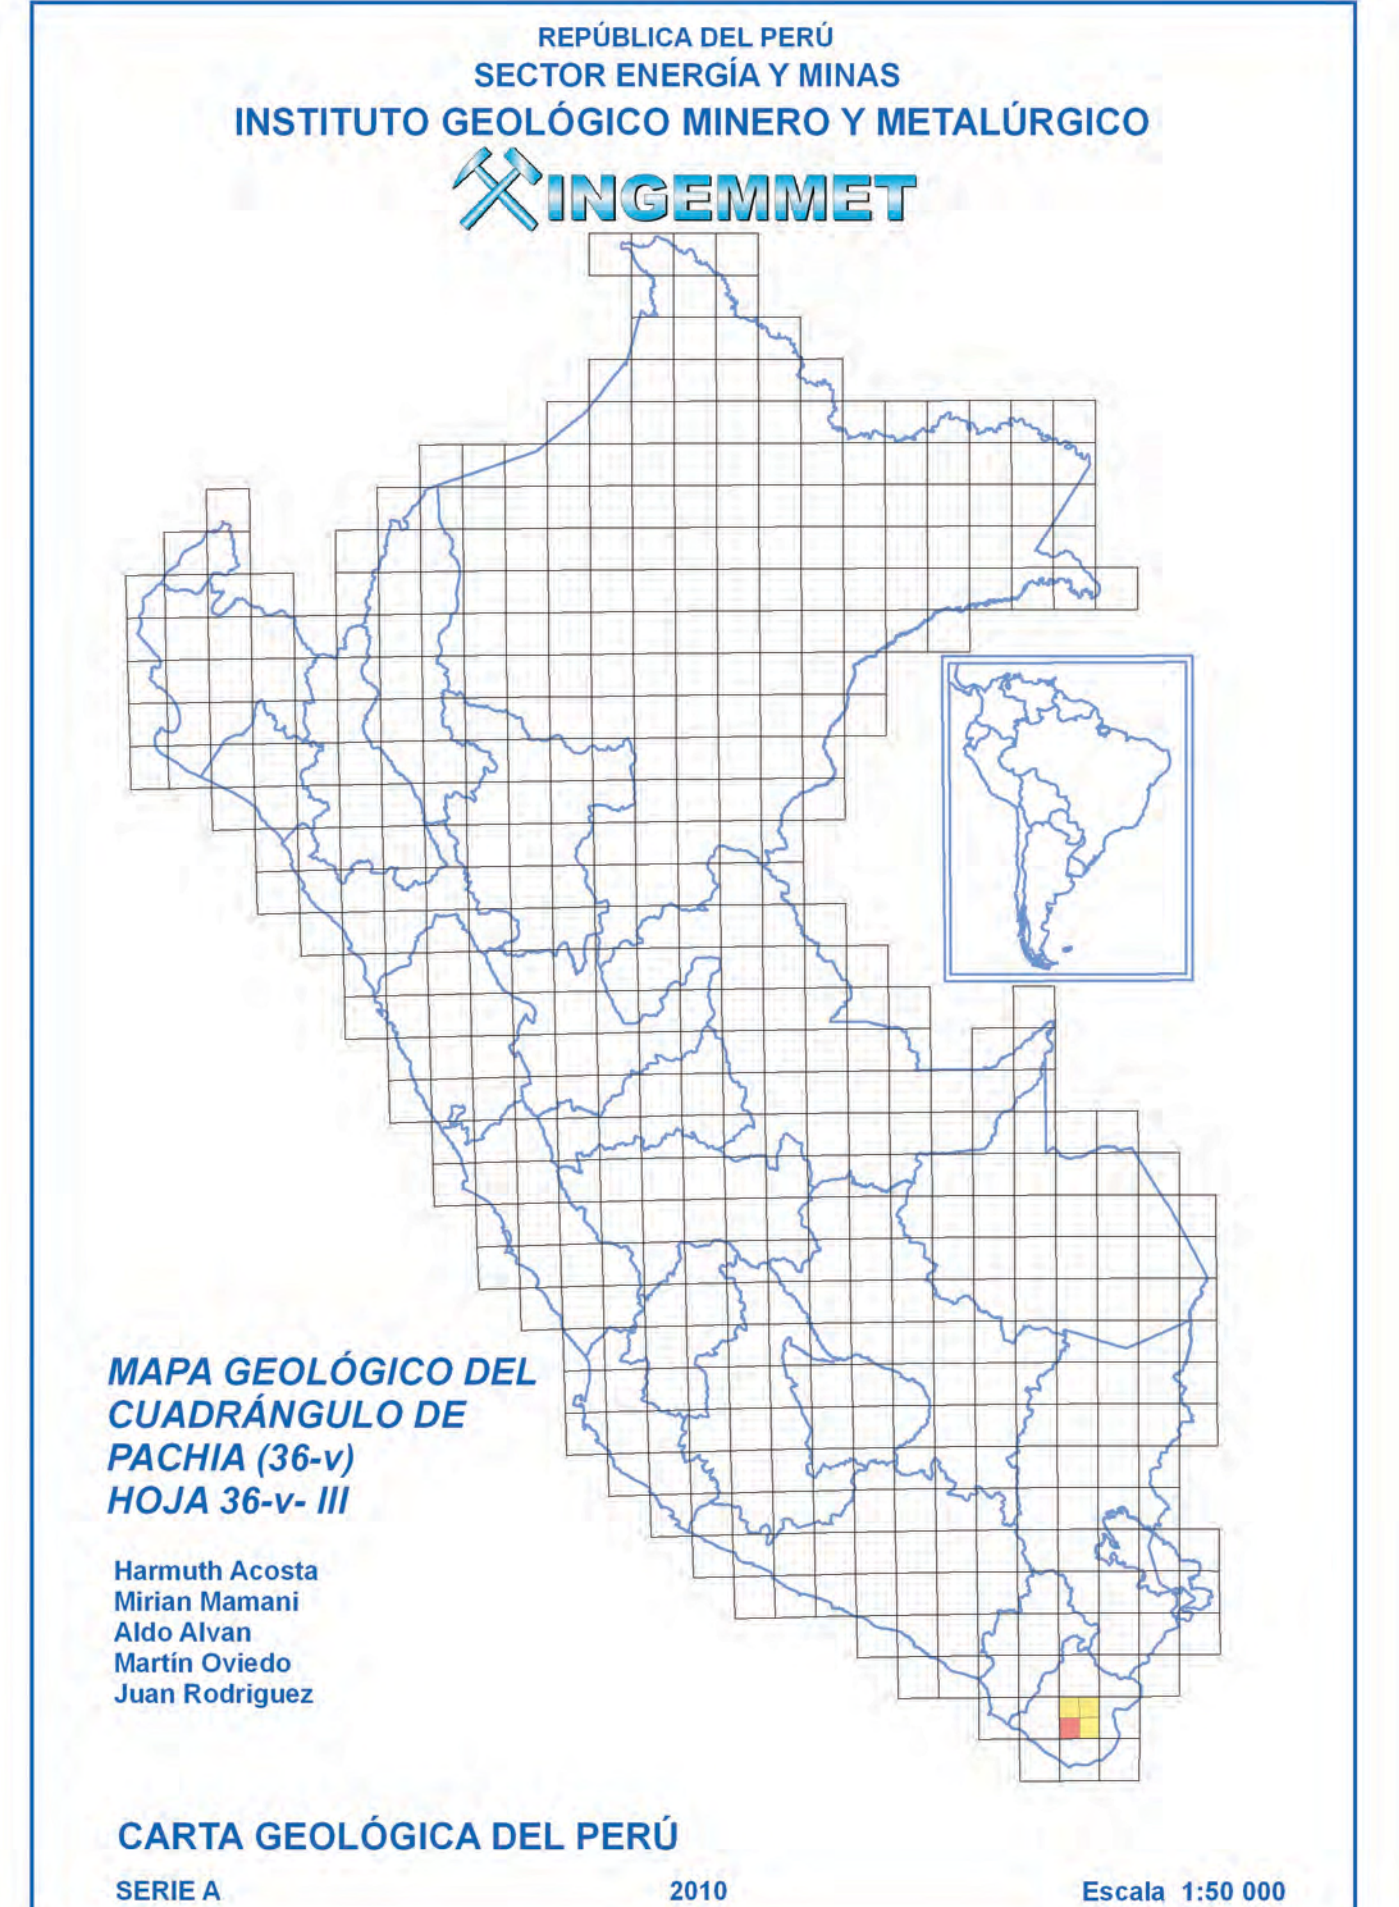 REPÚBLICA DEL PERÚ
SECTOR ENERGÍA Y MINAS
INSTITUTO GEOLÓGICO MINERO Y METALÚRGICO
INGEMMET
MAPA GEOLÓGICO DEL
CUADRÁNGULO DE
PACHIA (36-v)
HOJA 36-v- III
Harmuth Acosta
Mirian Mamani
Aldo Alvan
Martín Oviedo
Juan Rodriguez
CARTA GEOLÓGICA DEL PERÚ
SERIE A 2010 Escala 1:50 000